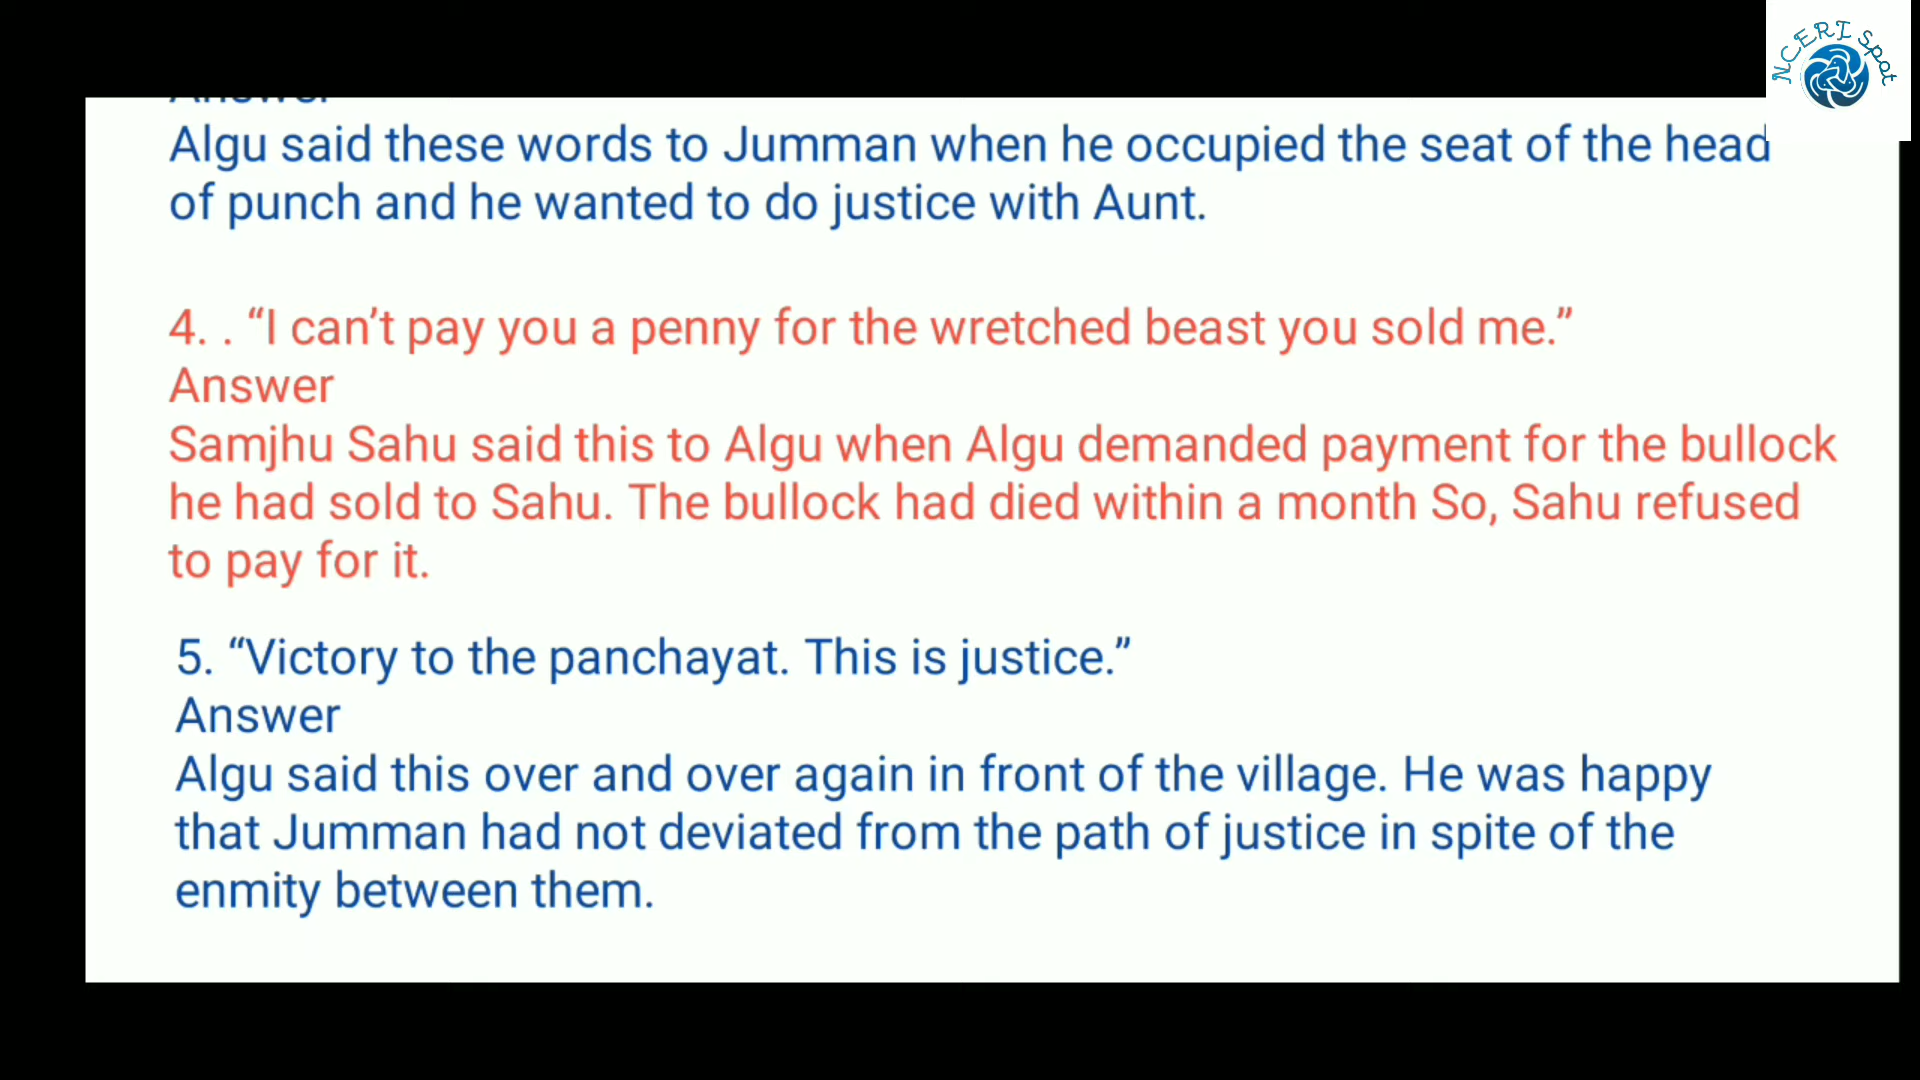 NCERT Spot
Answer
Algu said these words to Jumman when he occupied the seat of the head
of punch and he wanted to do justice with Aunt.
4. . “I can’t pay you a penny for the wretched beast you sold me.”
Answer
Samjhu Sahu said this to Algu when Algu demanded payment for the bullock
he had sold to Sahu. The bullock had died within a month So, Sahu refused
to pay for it.
5. “Victory to the panchayat. This is justice.”
Answer
Algu said this over and over again in front of the village. He was happy
that Jumman had not deviated from the path of justice in spite of the
enmity between them.